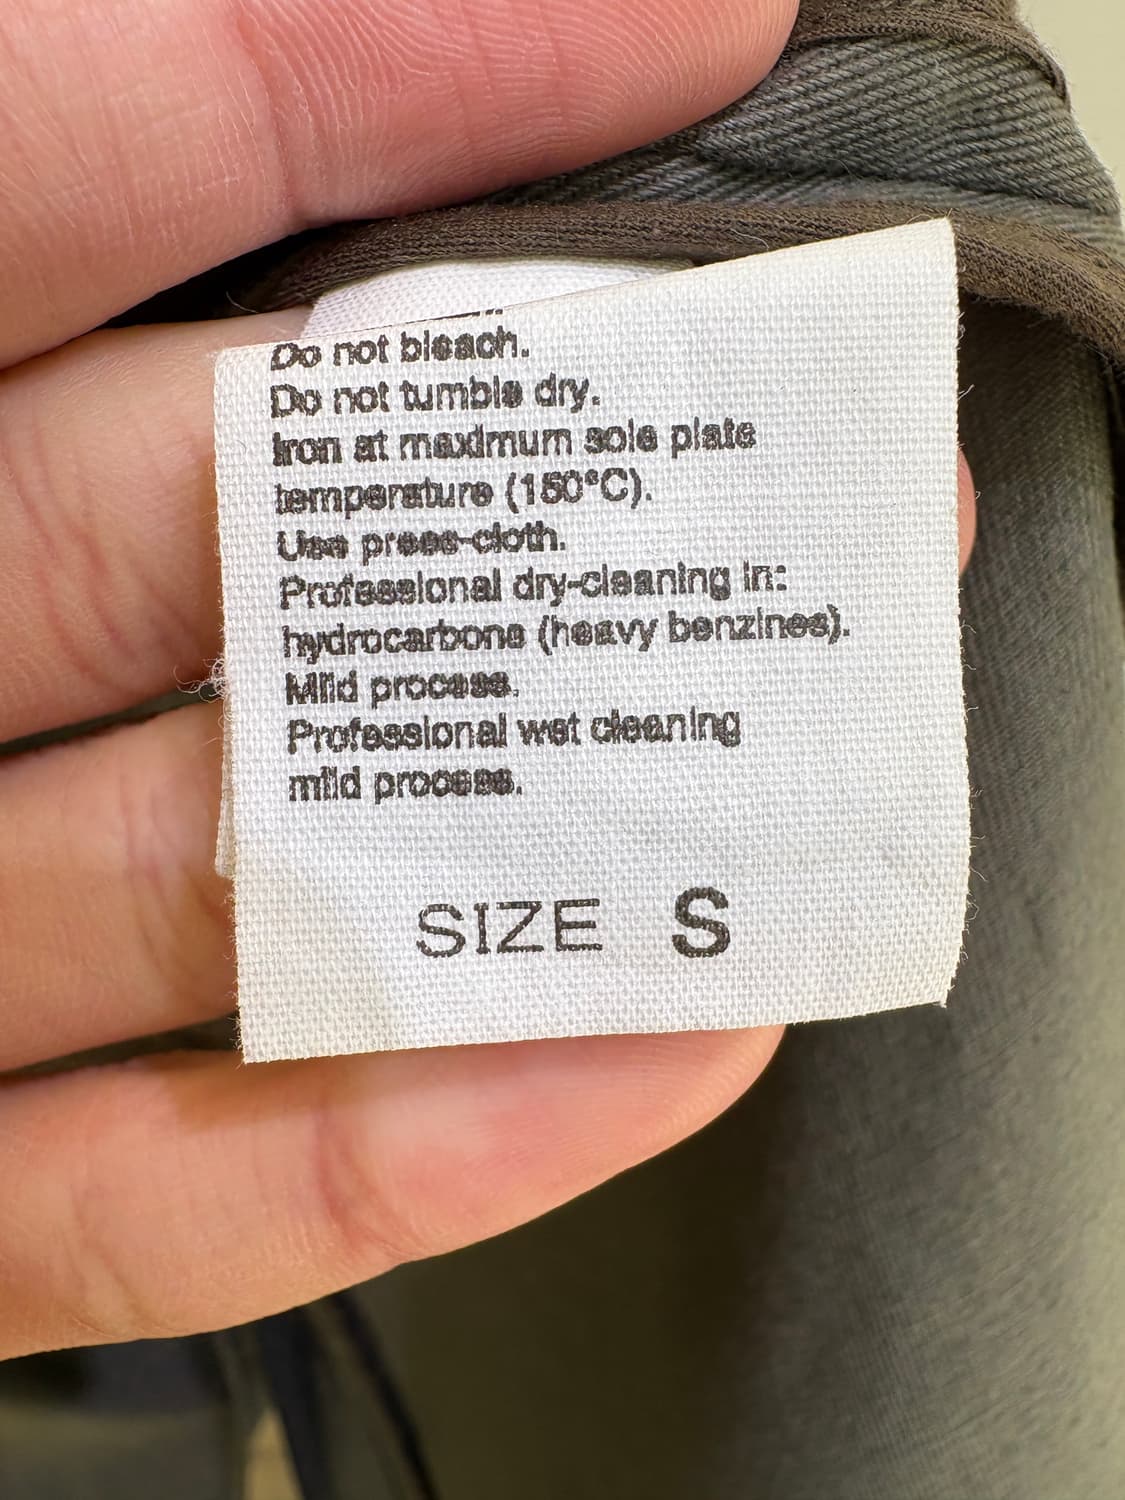 Do not bleach.
Do not tumble dry.
Iron at maximum sole plate
temperature (150°C).
Use press-cloth.
Professional dry-cleaning in:
hydrocarbons (heavy benzines).
Mild process.
Professional wet cleaning
mild process.
SIZE S